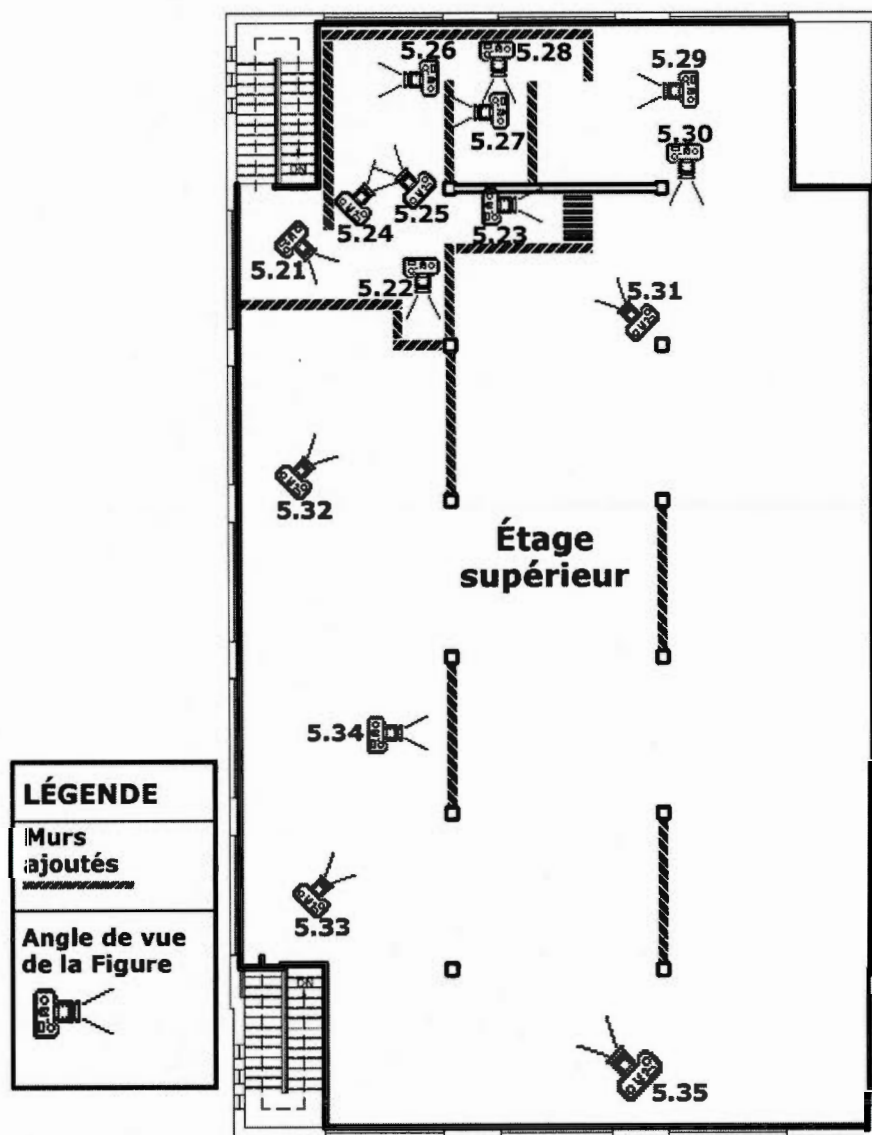 5.26
5.28
5.29
5.27
5.30
DN
5.25
5.24
5.23
5.21
5.22
5.31
5.32
Étage
supérieur
5.34
LÉGENDE
Murs
ajoutés
5.33
Angle de vue
de la Figure
DN
5.35